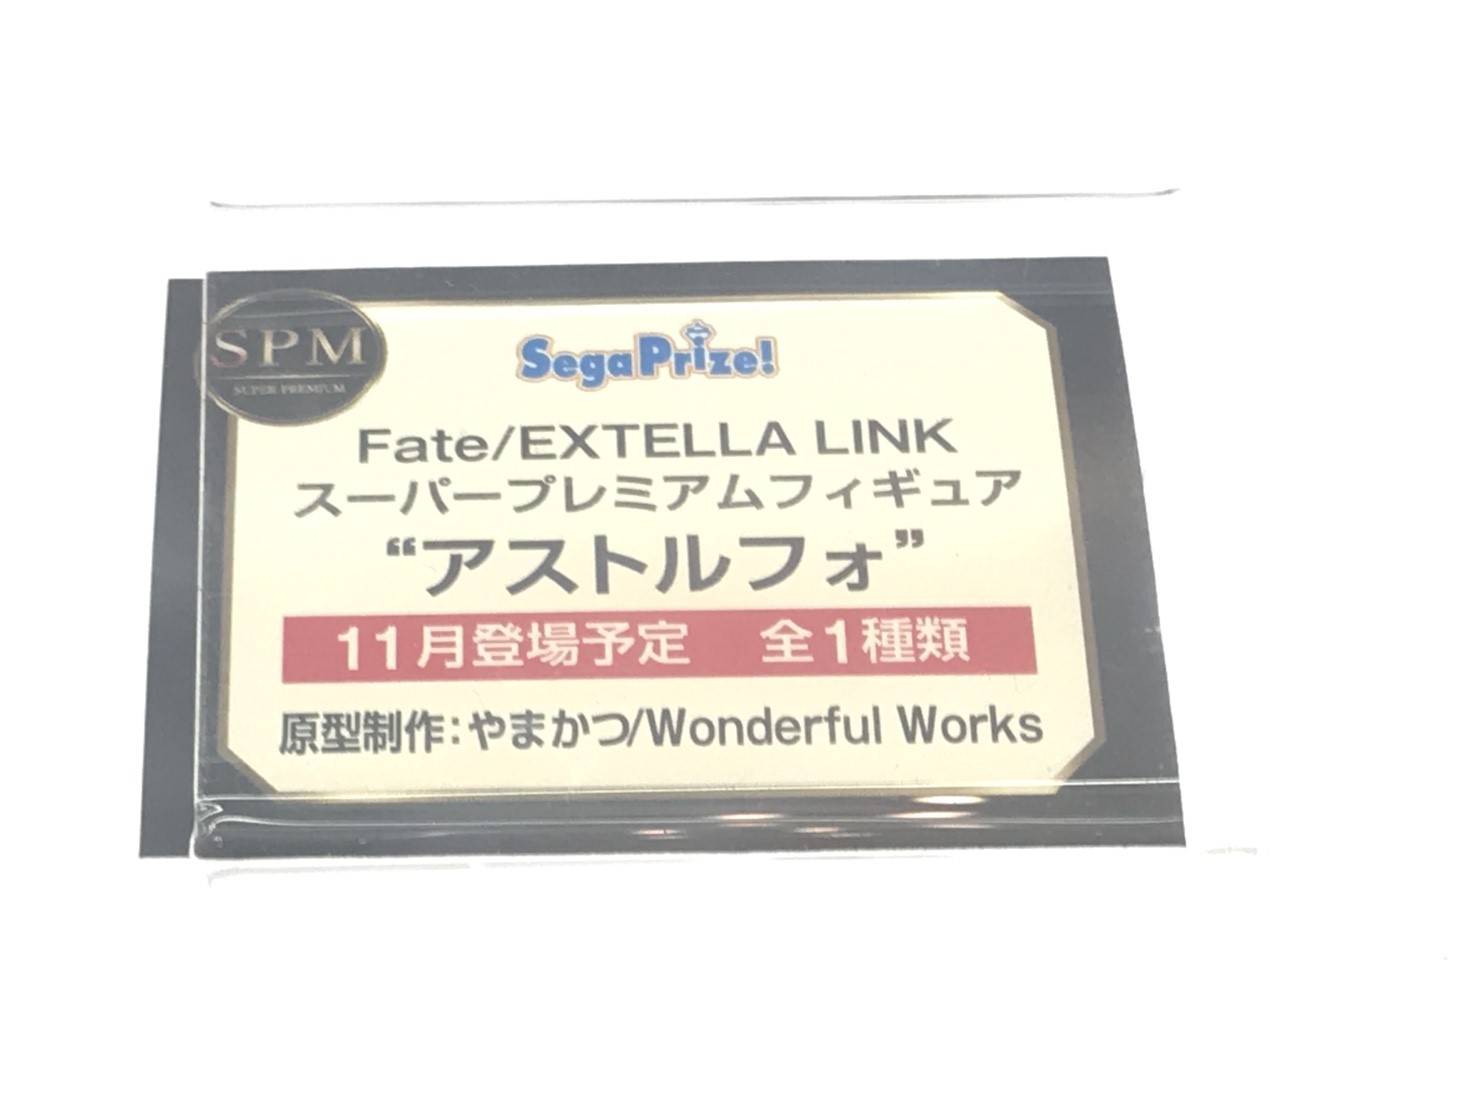 SPM
SUPER PREMIUM
SegaPrize!
Fate/EXTELLA LINK
スーパープレミアムフィギュア
“アストルフォ”
11月登場予定 全1種類
原型制作:やまかつ/Wonderful Works